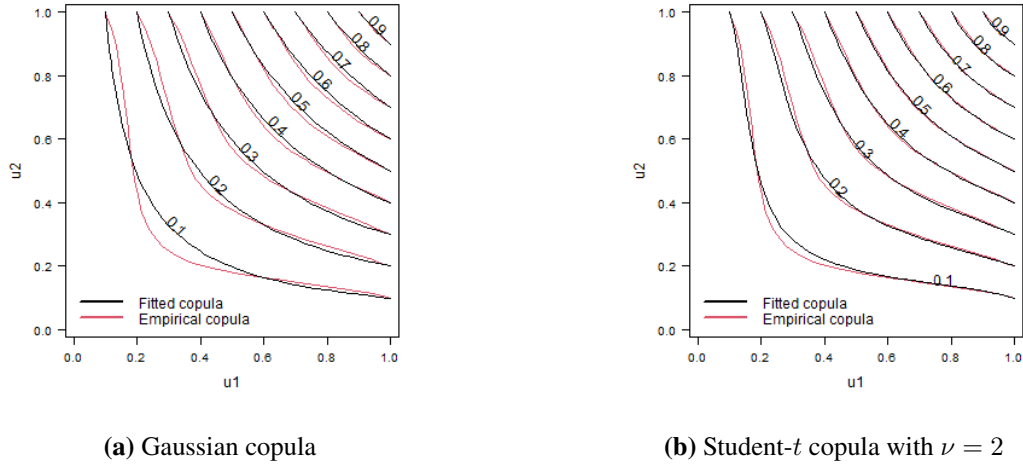 1.0
0.8
0.6
0.4
0.2
0.0
u2
0.9
0.8
0.7
0.6
0.5
0.4
0.3
0.2
0.1
Fitted copula
Empirical copula
0.0 0.2 0.4 0.6 0.8 1.0
u1
(a) Gaussian copula
1.0
0.8
0.6
0.4
0.2
0.0
u2
0.9
0.8
0.7
0.6
0.5
0.4
0.3
0.2
0.1
Fitted copula
Empirical copula
0.0 0.2 0.4 0.6 0.8 1.0
u1
(b) Student-t copula with ν = 2